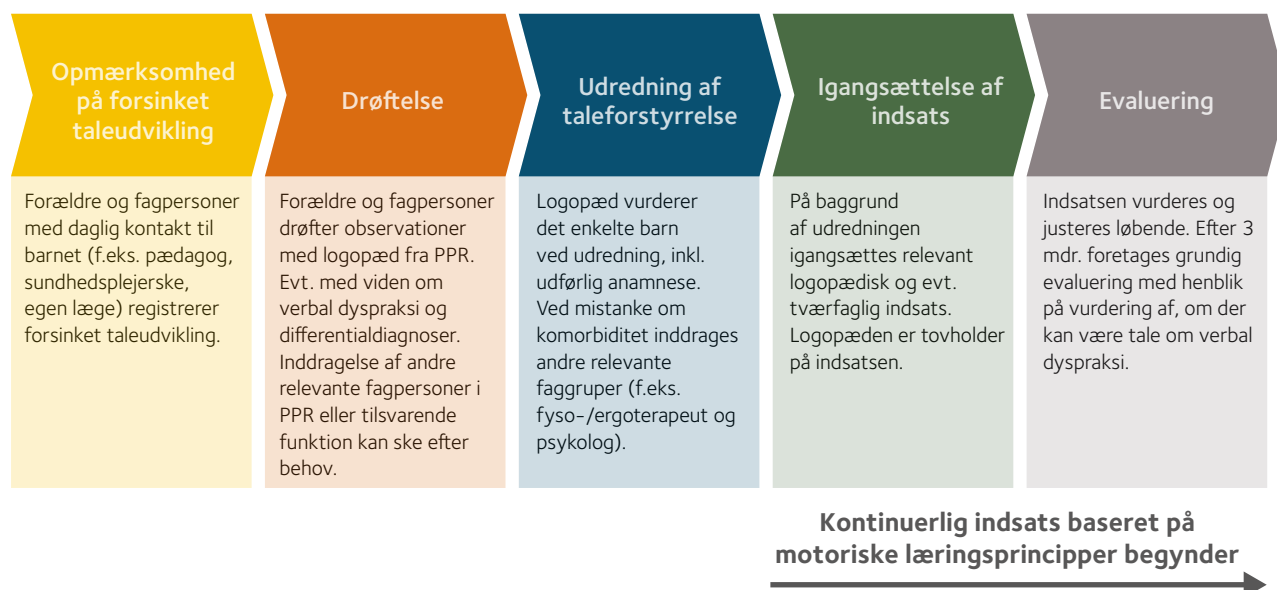 Opmærksomhed
på forsinket
taleudvikling
Forældre og fagpersoner
med daglig kontakt til
barnet (f.eks. pædagog,
sundhedsplejerske,
egen læge) registrerer
forsinket taleudvikling.
Drøftelse
Forældre og fagpersoner
drøfter observationer
med logopæd fra PPR.
Evt. med viden om
verbal dyspraksi og
differentialdiagnoser.
Inddragelse af andre
relevante fagpersoner i
PPR eller tilsvarende
funktion kan ske efter
behov.
Udredning af
taleforstyrrelse
Logopæd vurderer
det enkelte barn
ved udredning, inkl.
udførlig anamnese.
Ved mistanke om
komorbiditet inddrages
andre relevante
faggrupper (f.eks.
fyso-/ergoterapeut og
psykolog).
Igangsættelse af
indsats
På baggrund
af udredningen
igangsættes relevant
logopædisk og evt.
tværfaglig indsats.
Logopæden er tovholder
på indsatsen.
Evaluering
Indsatsen vurderes og
justeres løbende. Efter 3
mdr. foretages grundig
evaluering med henblik
på vurdering af, om der
kan være tale om verbal
dyspraksi.
Kontinuerlig indsats baseret på
motoriske læringsprincipper begynder